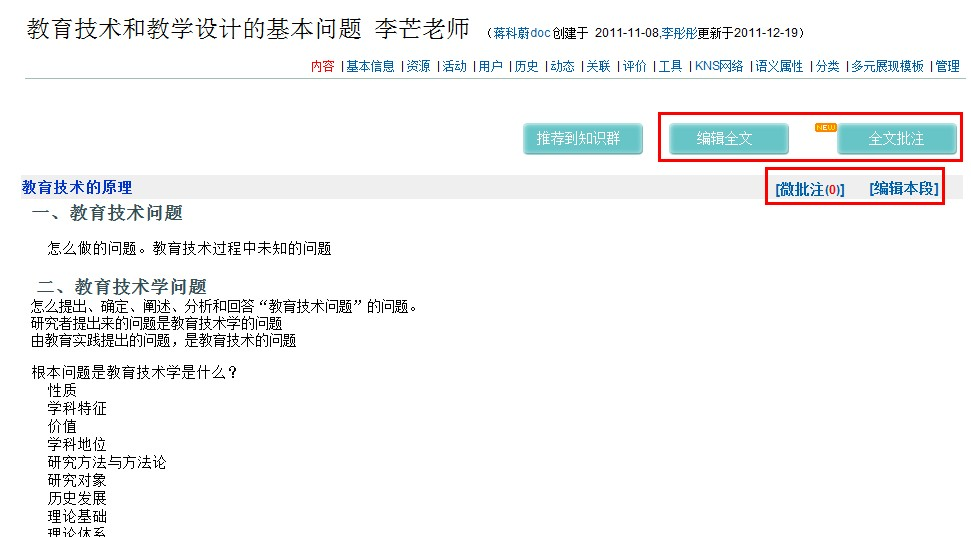 教育技术和教学设计的基本问题 李芒老师 （蒋科蔚doc创建于 2011-11-08,李彤彤更新于2011-12-19）
内容 |基本信息 |资源 |活动 |用户 |历史 |动态 |关联 |评价 |工具 |KNS网络 |语义属性 |分类 |多元展现模板 |管理
推荐到知识群 编辑全文 NEW 全文批注
教育技术的原理 [微批注(0)] [编辑本段]
一、教育技术问题
怎么做的问题。教育技术过程中未知的问题
二、教育技术学问题
怎么提出、确定、阐述、分析和回答“教育技术问题”的问题。
研究者提出来的问题是教育技术学的问题
由教育实践提出的问题，是教育技术的问题
根本问题是教育技术学是什么？
性质
学科特征
价值
学科地位
研究方法与方法论
研究对象
历史发展
理论基础
理论体系